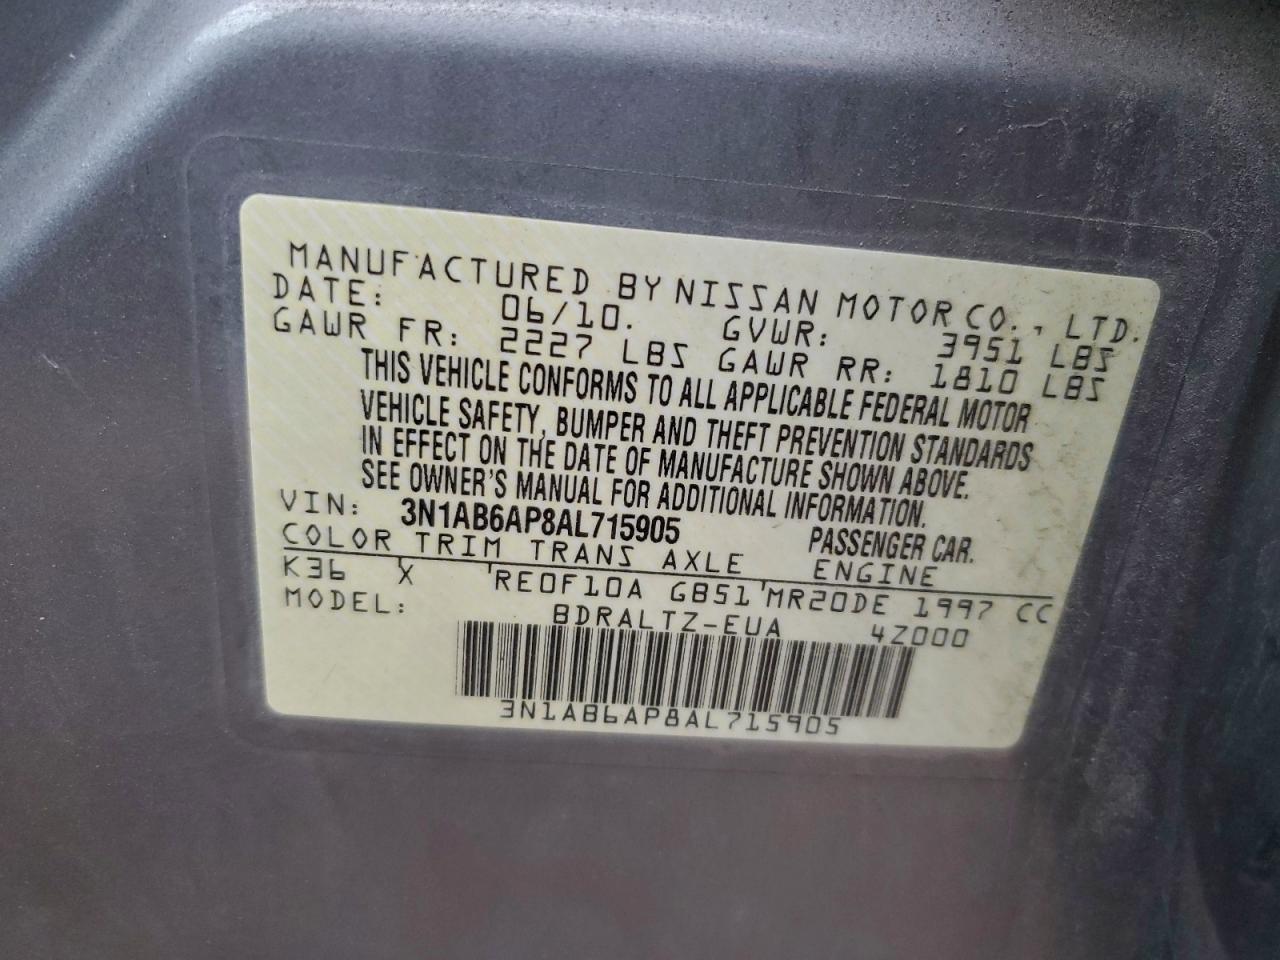 MANUFACTURED BY NISSAN MOTOR CO., LTD.
DATE: 06/10. GVWR: 3951 LBS
GAWR FR: 2227 LBS GAWR RR: 1810 LBS
THIS VEHICLE CONFORMS TO ALL APPLICABLE FEDERAL MOTOR
VEHICLE SAFETY, BUMPER AND THEFT PREVENTION STANDARDS
IN EFFECT ON THE DATE OF MANUFACTURE SHOWN ABOVE.
SEE OWNER'S MANUAL FOR ADDITIONAL INFORMATION.
VIN: 3N1AB6AP8AL715905 PASSENGER CAR.
COLOR TRIM TRANS AXLE ENGINE
K36 X RE0F10A GB51 MR20DE 1997 CC
MODEL: BDRALTZ-EUA 4Z000
3N1AB6AP8AL715905